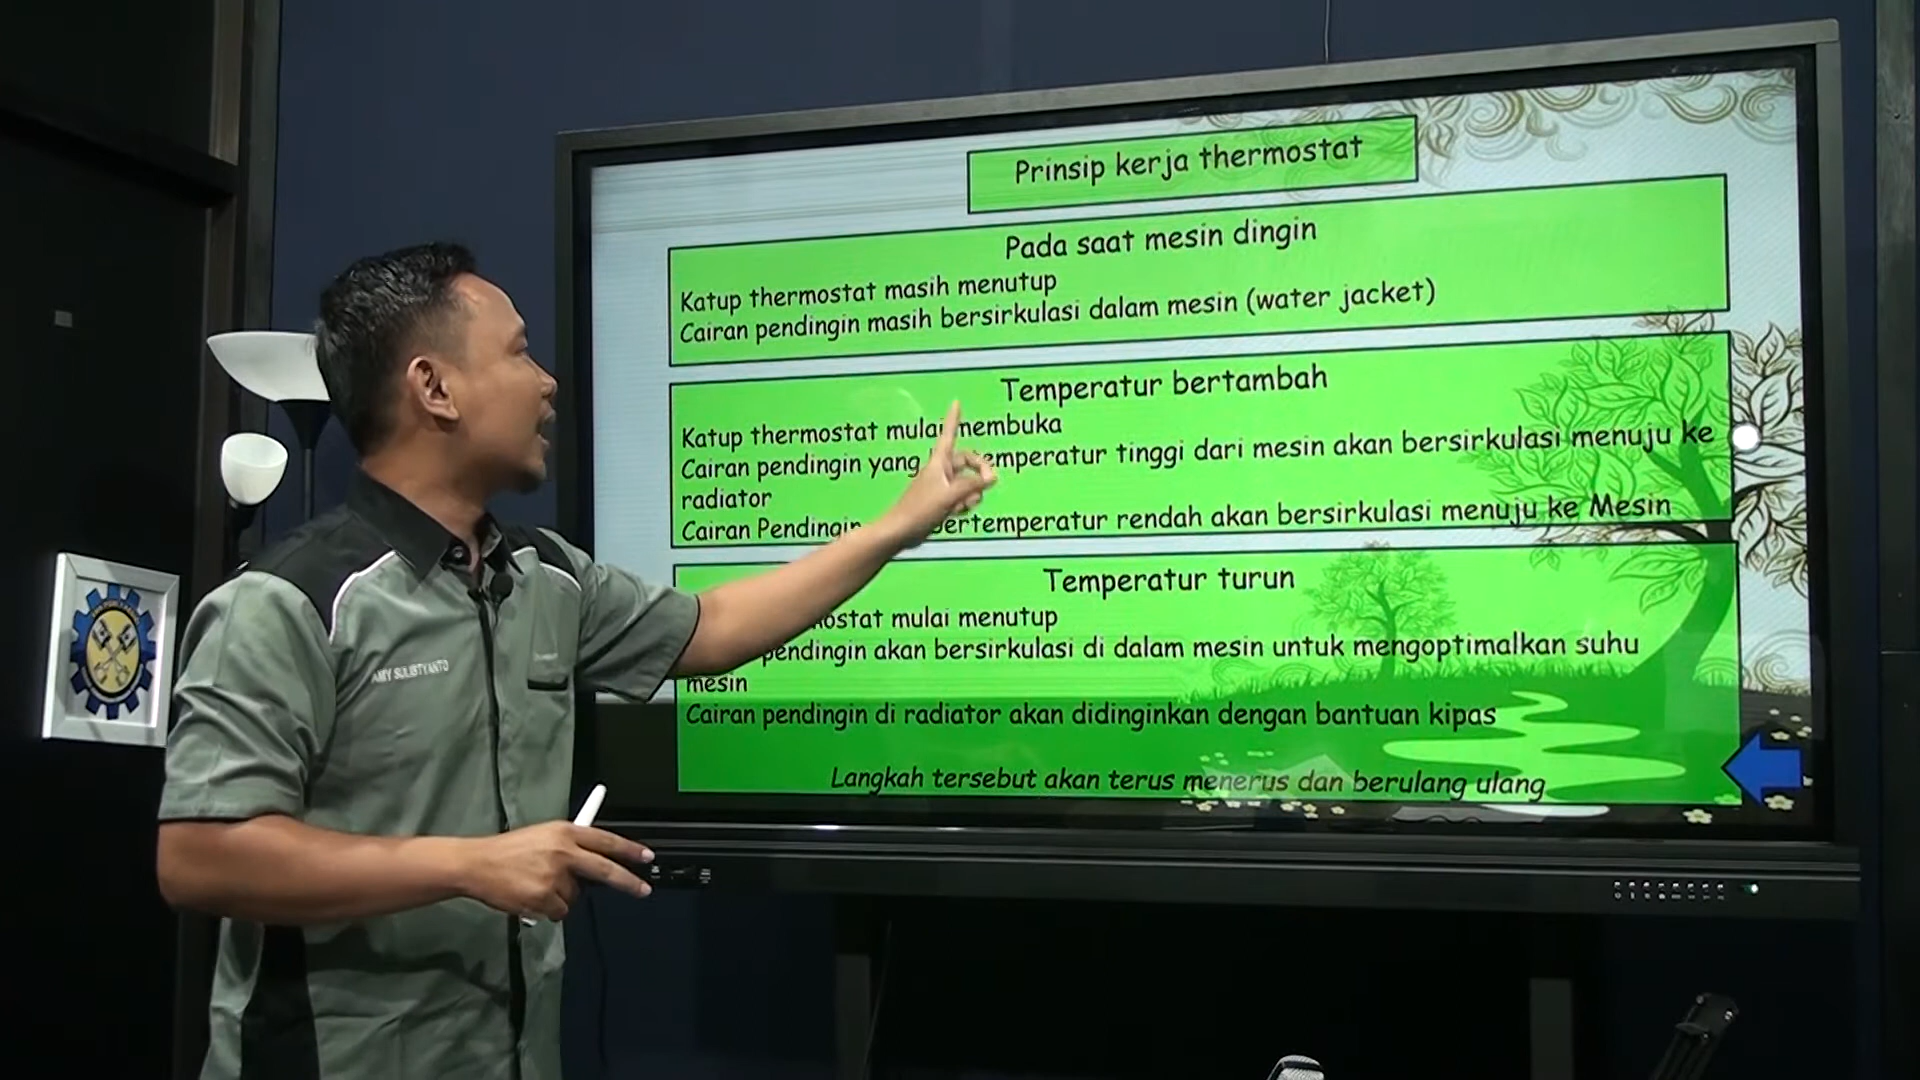 Prinsip kerja thermostat
Pada saat mesin dingin
Katup thermostat masih menutup
Cairan pendingin masih bersirkulasi dalam mesin (water jacket)
Temperatur bertambah
Katup thermostat mulai membuka
Cairan pendingin yang temperatur tinggi dari mesin akan bersirkulasi menuju ke
radiator
Cairan Pendingin bertemperatur rendah akan bersirkulasi menuju ke Mesin
Temperatur turun
mulai menutup
pendingin akan bersirkulasi di dalam mesin untuk mengoptimalkan suhu
mesin
Cairan pendingin di radiator akan didinginkan dengan bantuan kipas
Langkah tersebut akan terus menerus dan berulang ulang
SULISTYANTO